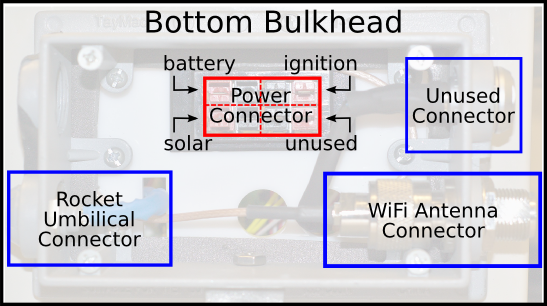 Bottom Bulkhead
battery
ignition
Power
Connector
solar
unused
Unused
Connector
Rocket
Umbilical
Connector
WiFi Antenna
Connector